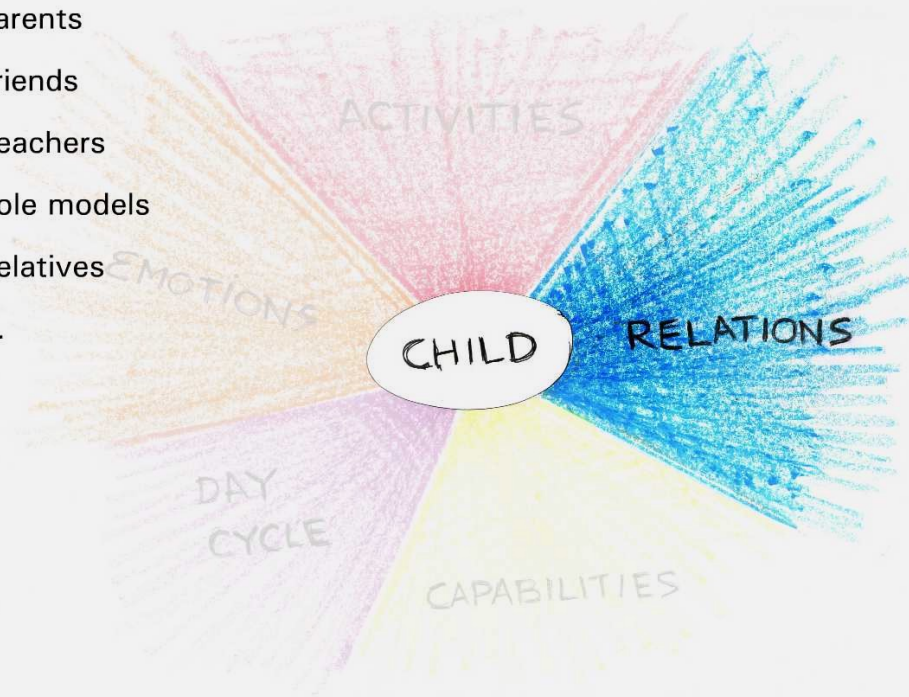 arents
riends
eachers
ole models
elatives
.
ACTIVITIES
EMOTIONS
CHILD
RELATIONS
DAY
CYCLE
CAPABILITIES